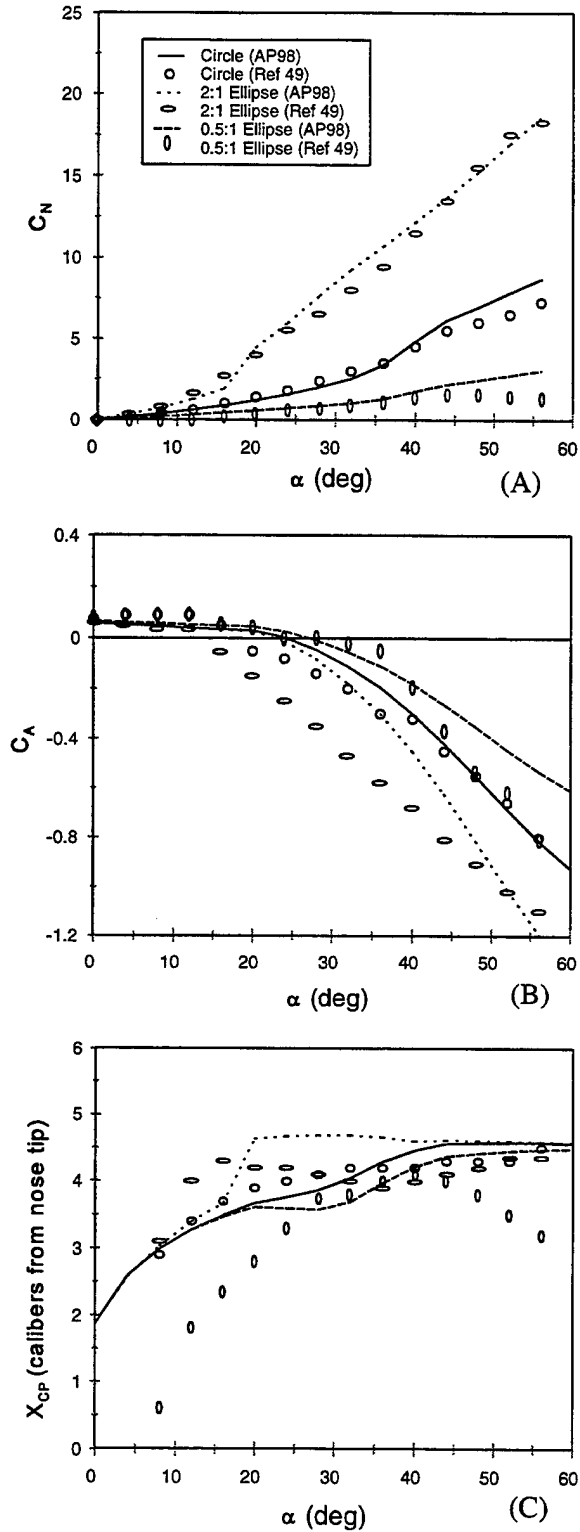 25
20
15
10
5
0
C_N
Circle (AP98)
Circle (Ref 49)
2:1 Ellipse (AP98)
2:1 Ellipse (Ref 49)
0.5:1 Ellipse (AP98)
0.5:1 Ellipse (Ref 49)
0 10 20 30 40 50 60
α (deg)
(A)
0.4
0
-0.4
-0.8
-1.2
C_A
0 10 20 30 40 50 60
α (deg)
(B)
6
5
4
3
2
1
0
X_CP (calibers from nose tip)
0 10 20 30 40 50 60
α (deg)
(C)